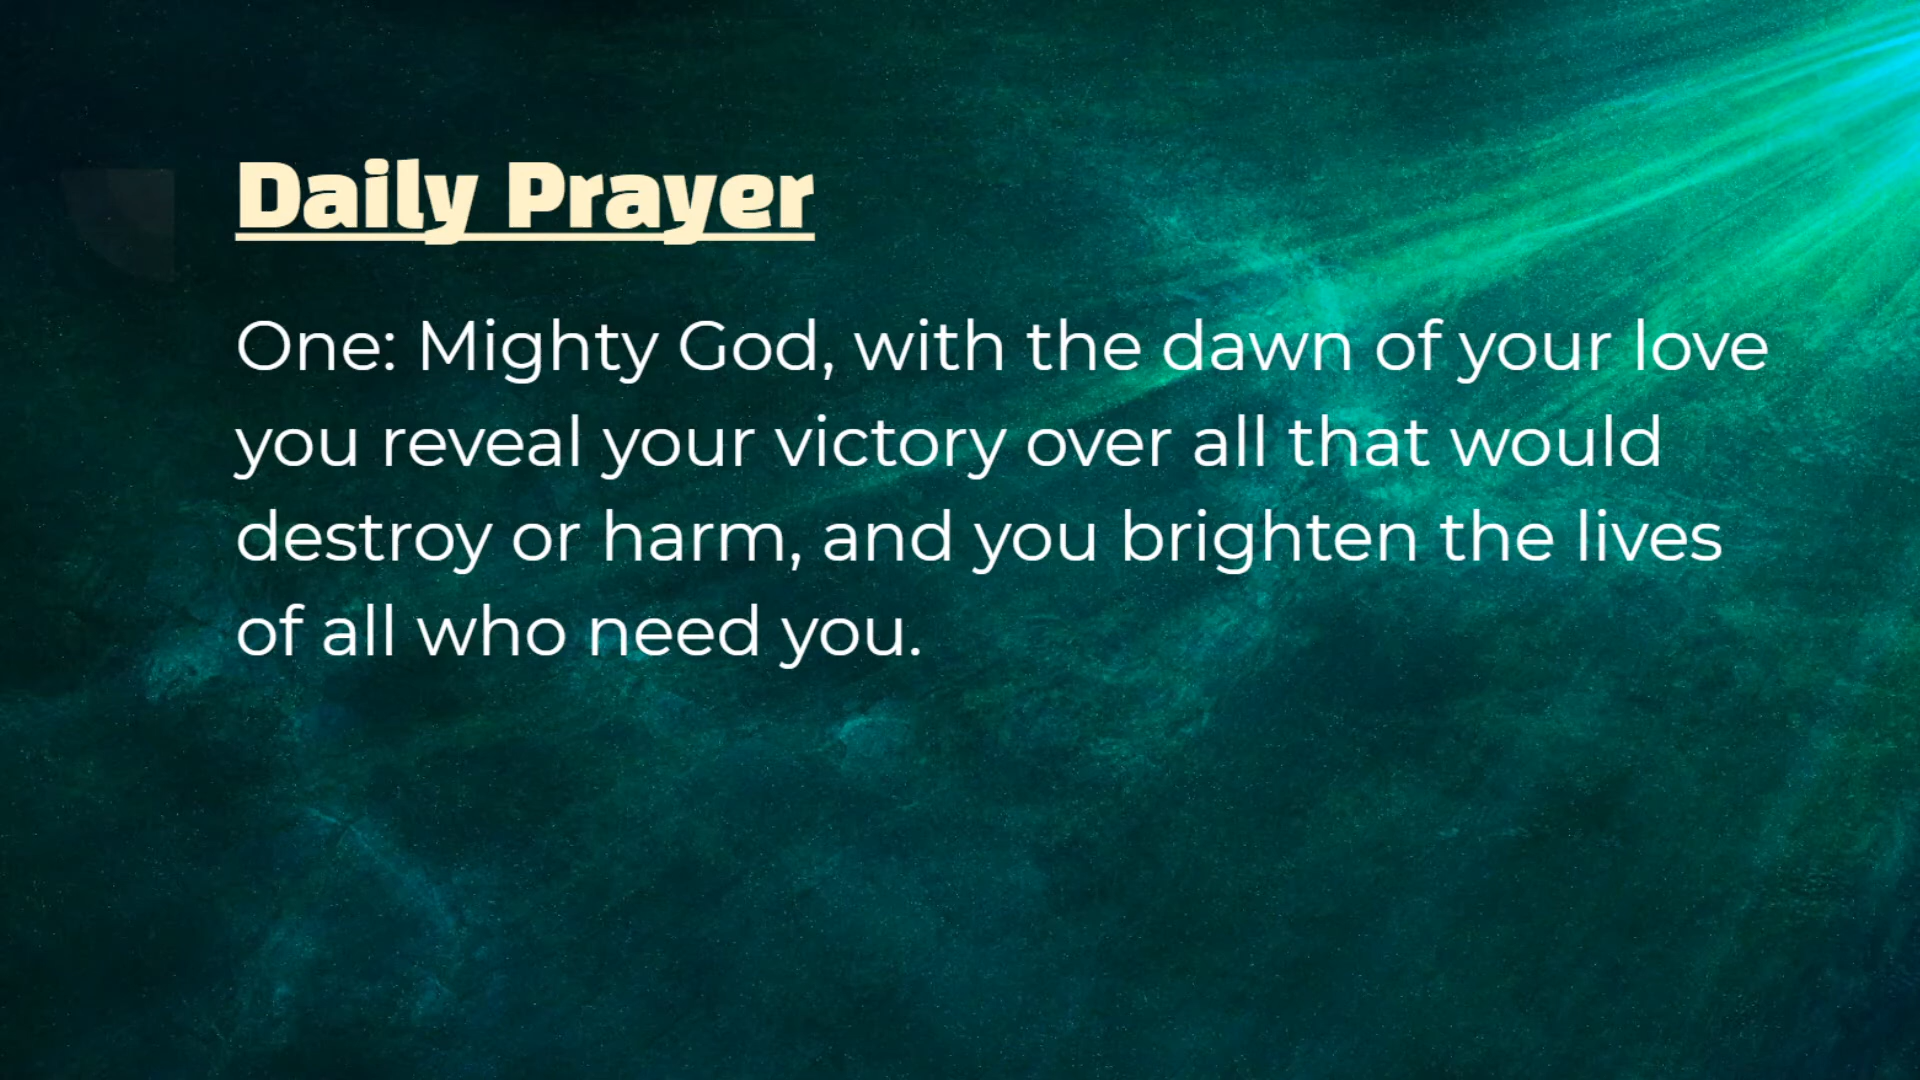 Daily Prayer
One: Mighty God, with the dawn of your love
you reveal your victory over all that would
destroy or harm, and you brighten the lives
of all who need you.